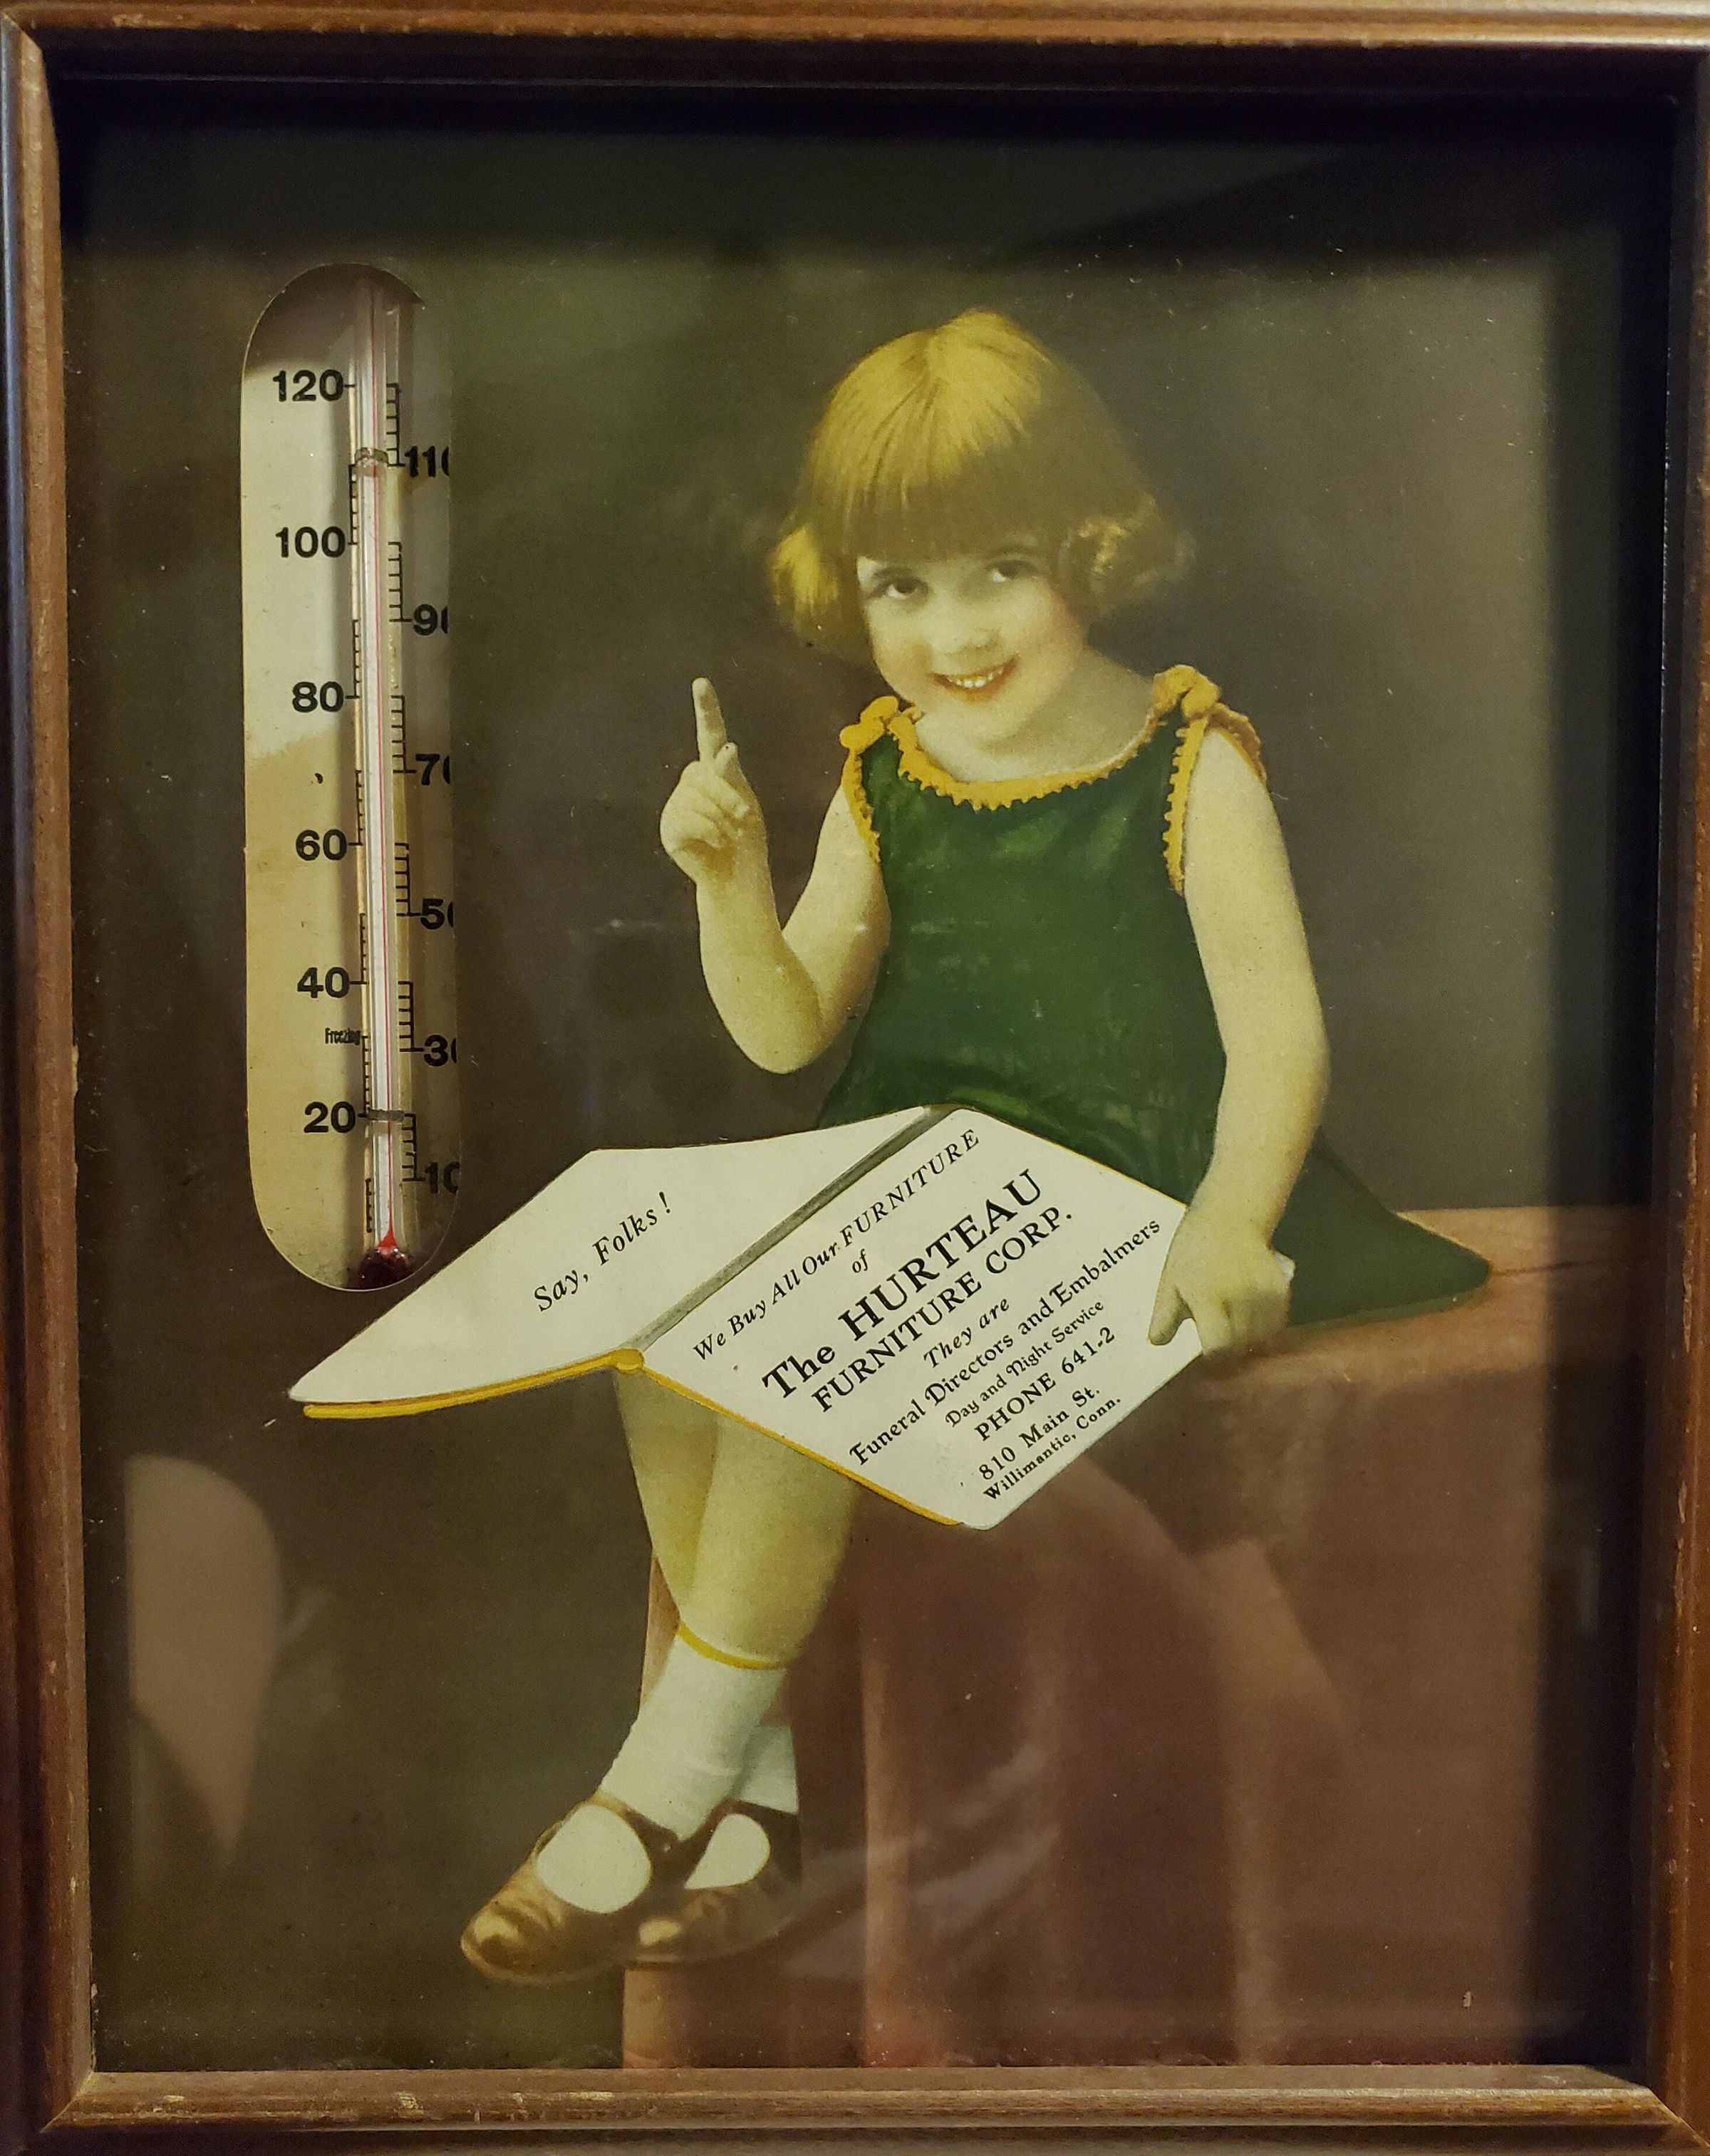 120
110
100
90
80
70
60
50
40
Freezing
30
20
10
Say, Folks!
We Buy All Our FURNITURE
of
The HURTEAU
FURNITURE CORP.
They are
Funeral Directors and Embalmers
Day and Night Service
PHONE 641-2
810 Main St.
Willimantic, Conn.